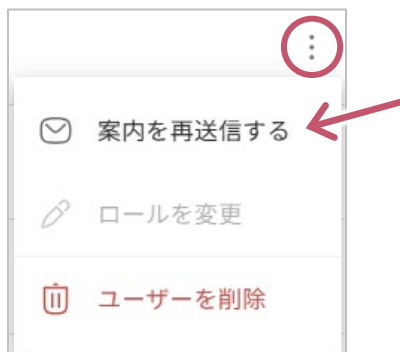 案内を再送信する
ロールを変更
ユーザーを削除